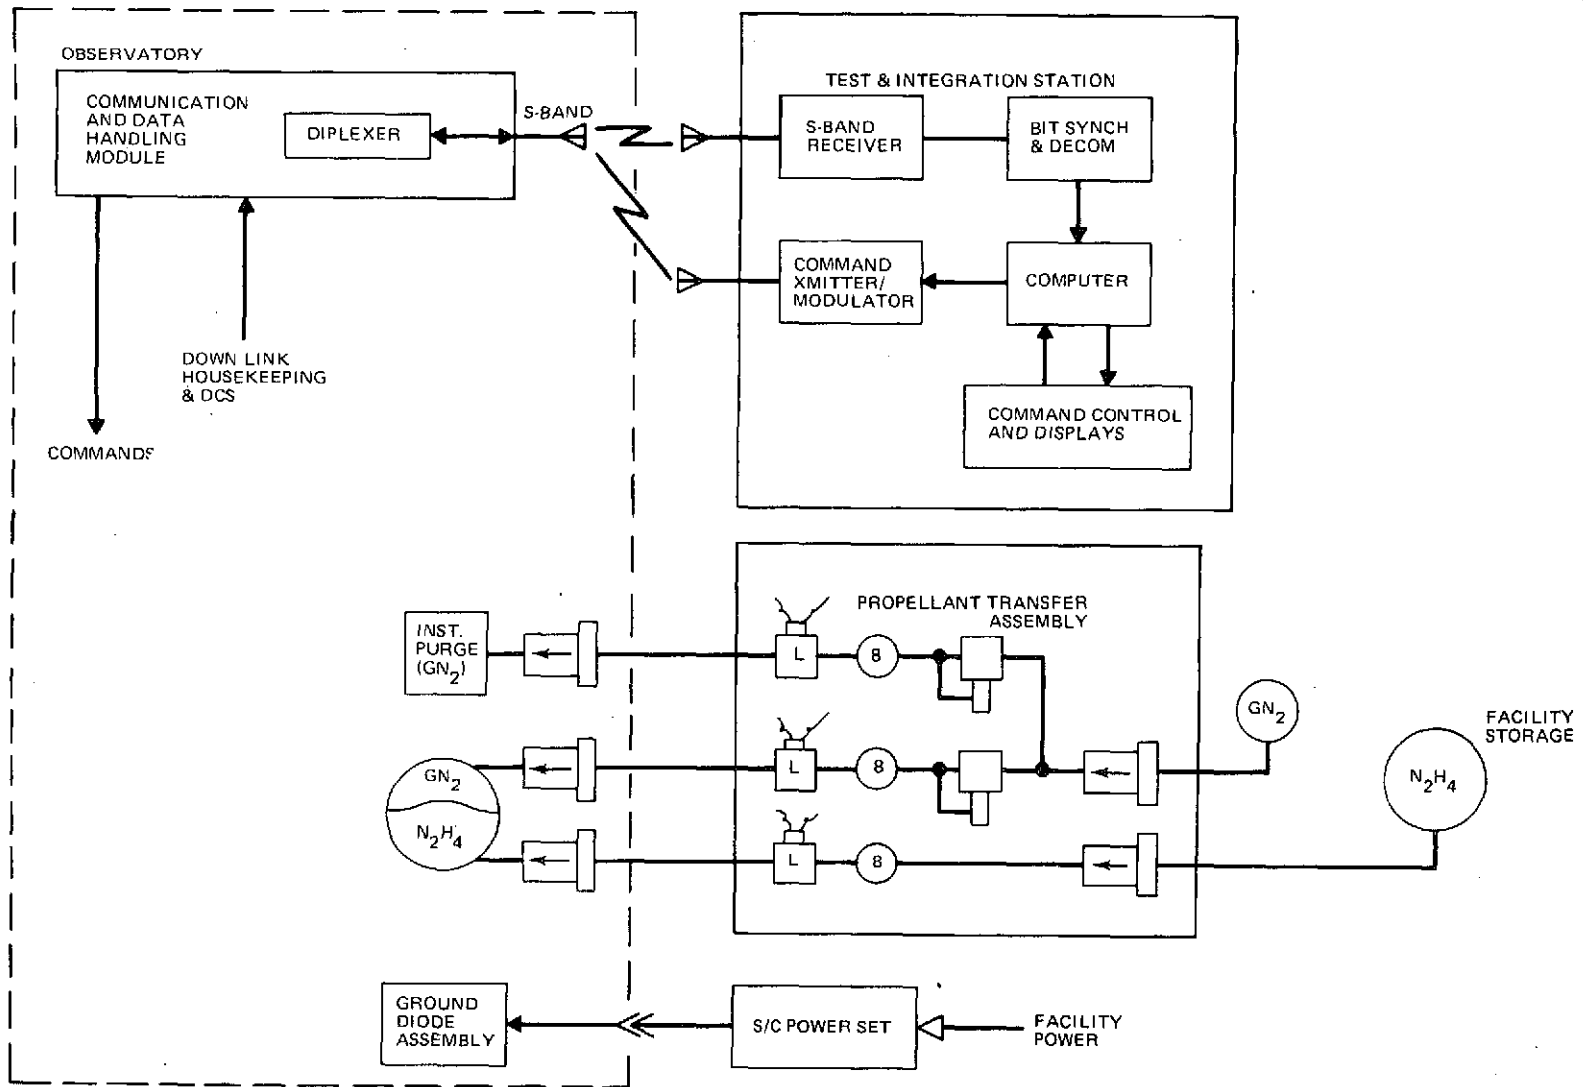 OBSERVATORY
COMMUNICATION
AND DATA
HANDLING
MODULE
DIPLEXER
S-BAND
DOWN LINK
HOUSEKEEPING
& DCS
COMMANDS
TEST & INTEGRATION STATION
S-BAND
RECEIVER
BIT SYNCH
& DECOM
COMMAND
XMITTER/
MODULATOR
COMPUTER
COMMAND CONTROL
AND DISPLAYS
PROPELLANT TRANSFER
ASSEMBLY
INST.
PURGE
(GN2)
L
8
GN2
N2H4
L
8
L
8
GN2
FACILITY
STORAGE
N2H4
GROUND
DIODE
ASSEMBLY
S/C POWER SET
FACILITY
POWER